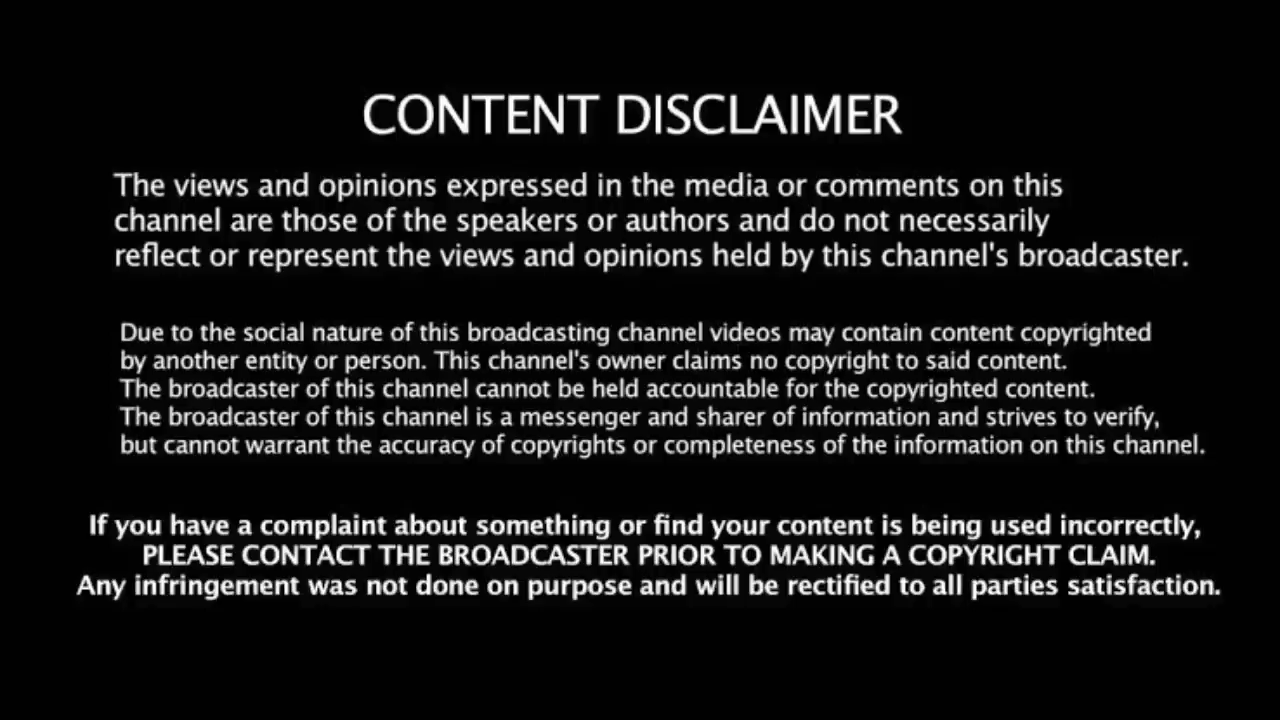 CONTENT DISCLAIMER
The views and opinions expressed in the media or comments on this
channel are those of the speakers or authors and do not necessarily
reflect or represent the views and opinions held by this channel's broadcaster.
Due to the social nature of this broadcasting channel videos may contain content copyrighted
by another entity or person. This channel's owner claims no copyright to said content.
The broadcaster of this channel cannot be held accountable for the copyrighted content.
The broadcaster of this channel is a messenger and sharer of information and strives to verify,
but cannot warrant the accuracy of copyrights or completeness of the information on this channel.
If you have a complaint about something or find your content is being used incorrectly,
PLEASE CONTACT THE BROADCASTER PRIOR TO MAKING A COPYRIGHT CLAIM.
Any infringement was not done on purpose and will be rectified to all parties satisfaction.